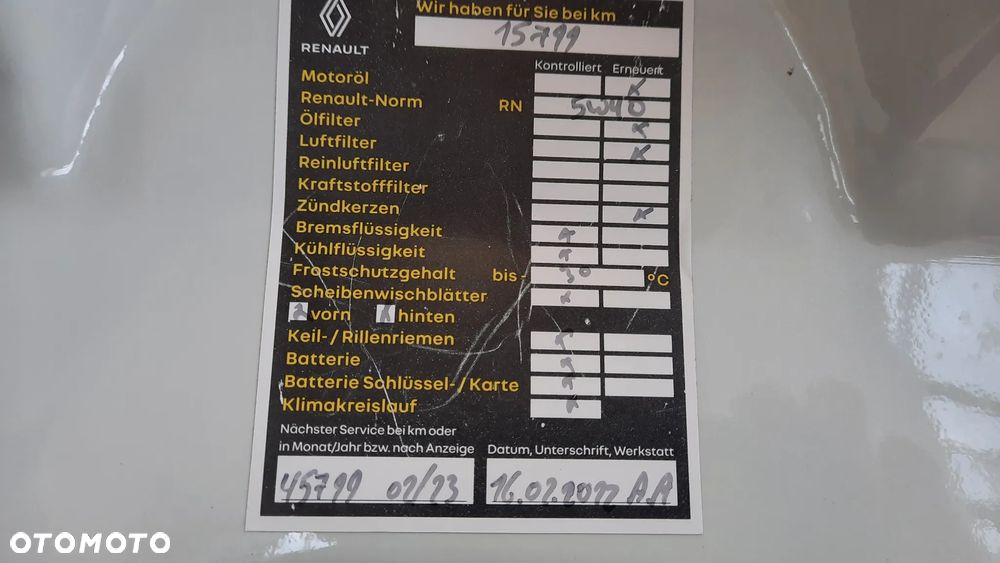 Wir haben für Sie bei km
15799
RENAULT
Kontrolliert Erneuert
Motoröl x
Renault-Norm RN 5W40
Ölfilter x
Luftfilter x
Reinluftfilter
Kraftstofffilter
Zündkerzen x
Bremsflüssigkeit x
Kühlflüssigkeit x
Frostschutzgehalt bis - 30 °C
Scheibenwischblätter x
vorn x hinten
Keil-/Rillenriemen x
Batterie x
Batterie Schlüssel-/Karte x
Klimakreislauf x
Nächster Service bei km oder
in Monat/Jahr bzw. nach Anzeige
Datum, Unterschrift, Werkstatt
45799 02/23
16.02.2022 A.A
OTOMOTO